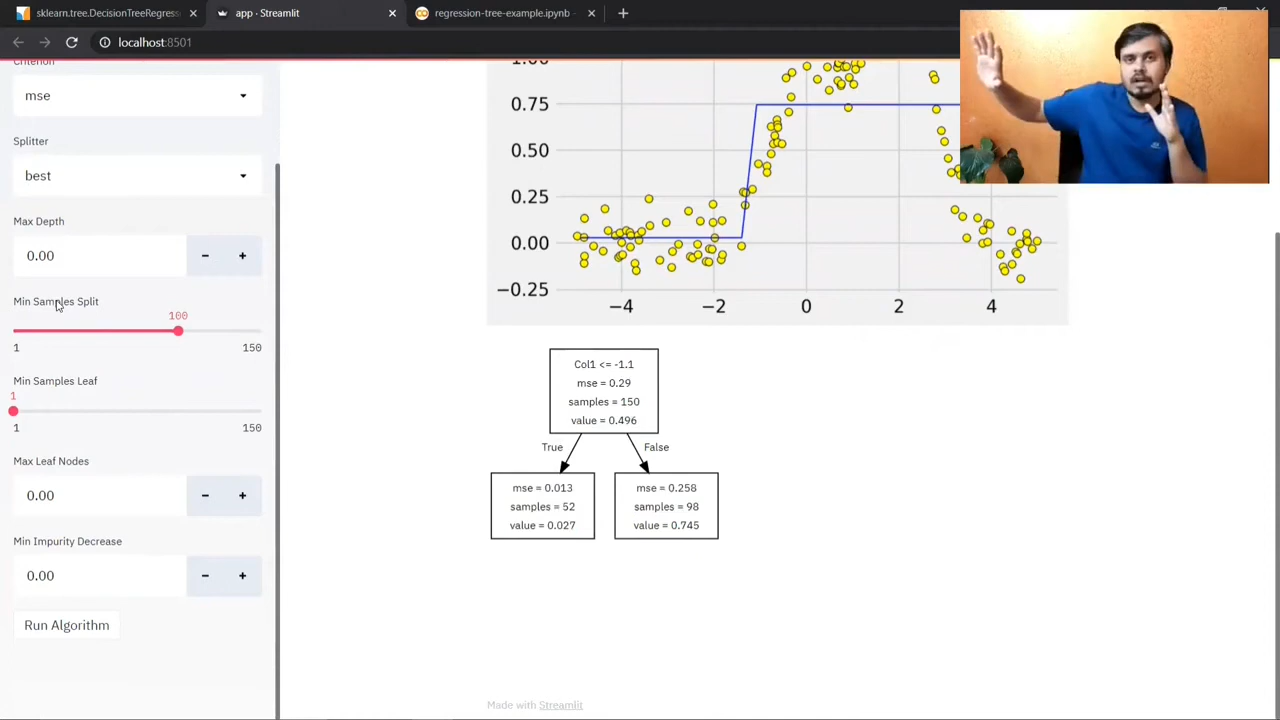 sklearn.tree.DecisionTreeRegress
app · Streamlit
regression-tree-example.ipynb
localhost:8501
Criterion
mse
Splitter
best
Max Depth
0.00
Min Samples Split
100
1
150
Min Samples Leaf
1
1
150
Max Leaf Nodes
0.00
Min Impurity Decrease
0.00
Run Algorithm
1.00
0.75
0.50
0.25
0.00
−0.25
−4
−2
0
2
4
Col1 <= -1.1
mse = 0.29
samples = 150
value = 0.496
True
False
mse = 0.013
samples = 52
value = 0.027
mse = 0.258
samples = 98
value = 0.745
Made with Streamlit